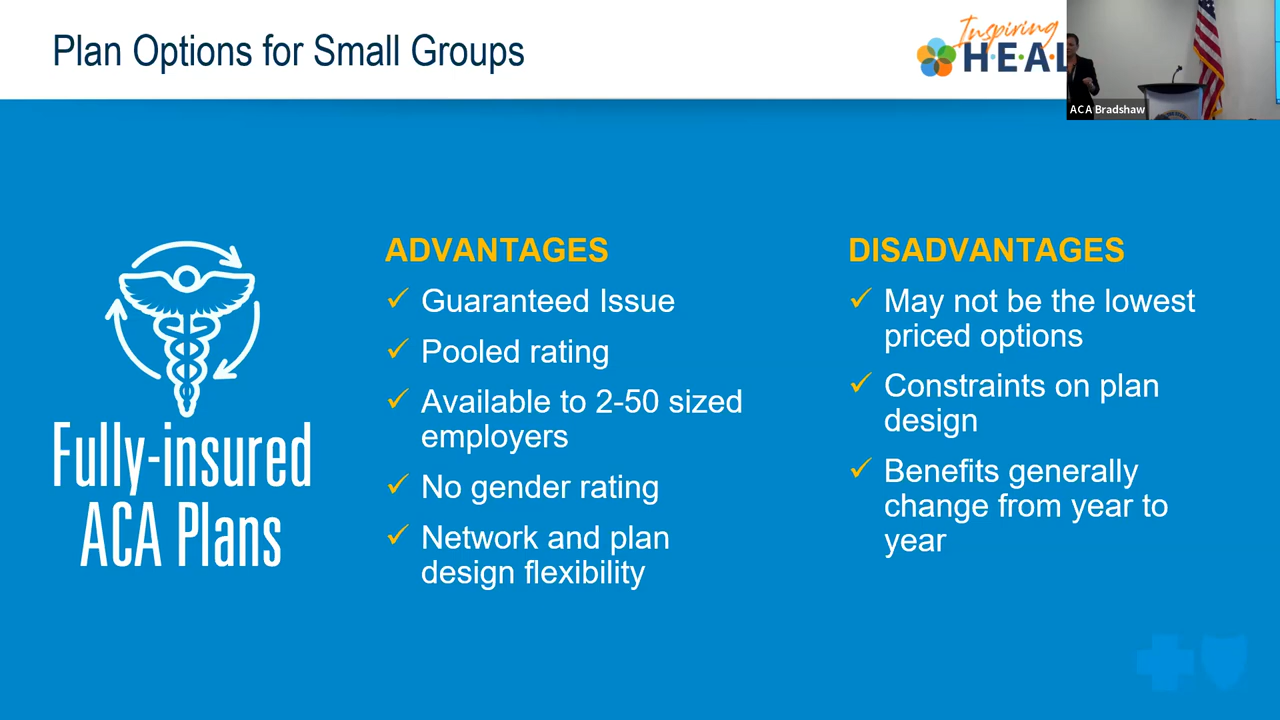 Plan Options for Small Groups
Inspiring
ACA Bradshaw
ADVANTAGES
Guaranteed Issue
Pooled rating
Available to 2-50 sized
employers
No gender rating
Network and plan
design flexibility
DISADVANTAGES
May not be the lowest
priced options
Constraints on plan
design
Benefits generally
change from year to
year
Fully-insured
ACA Plans